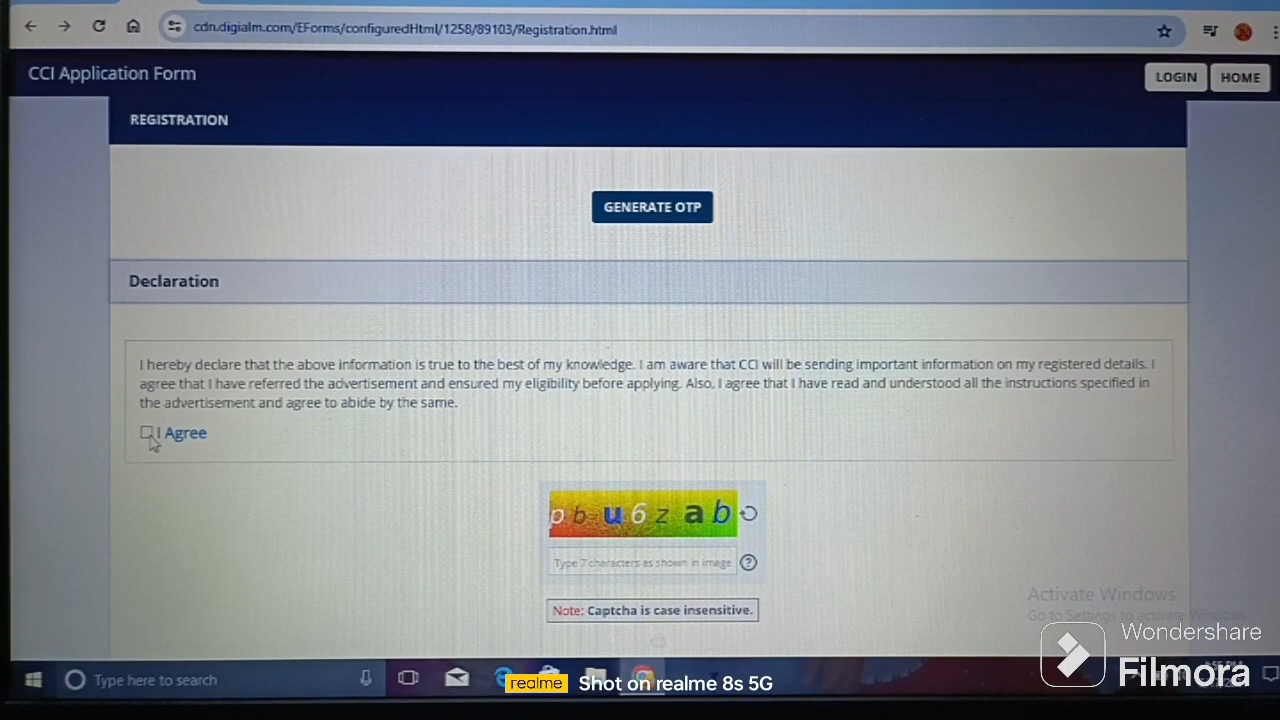 cdn.digialm.com/EForms/configuredHtml/1258/89103/Registration.html
CCI Application Form
LOGIN
HOME
REGISTRATION
GENERATE OTP
Declaration
I hereby declare that the above information is true to the best of my knowledge. I am aware that CCI will be sending important information on my registered details. I
agree that I have referred the advertisement and ensured my eligibility before applying. Also, I agree that I have read and understood all the instructions specified in
the advertisement and agree to abide by the same.
I Agree
p b u 6 z a b
Type 7 characters as shown in image
Note: Captcha is case insensitive.
Activate Windows
Go to Settings to activate Windows.
Wondershare
Filmora
Type here to search
realme Shot on realme 8s 5G